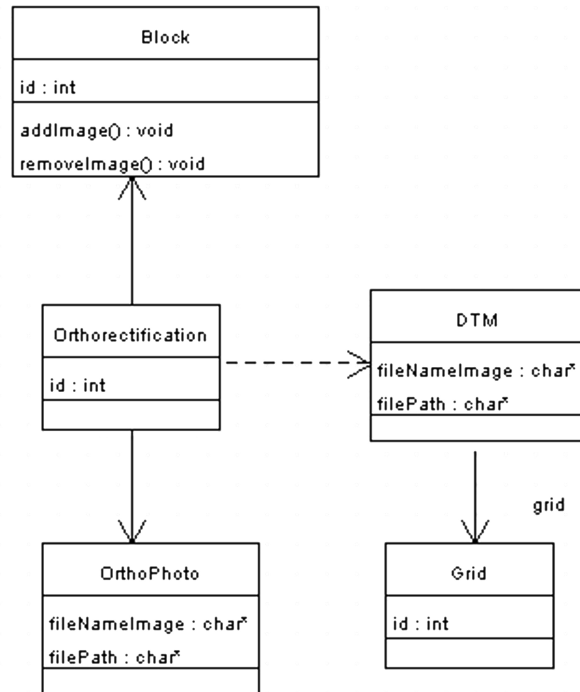 Block
id : int
addImage() : void
removeImage() : void
Orthorectification
id : int
DTM
fileNameImage : char*
filePath : char*
grid
OrthoPhoto
fileNameImage : char*
filePath : char*
Grid
id : int